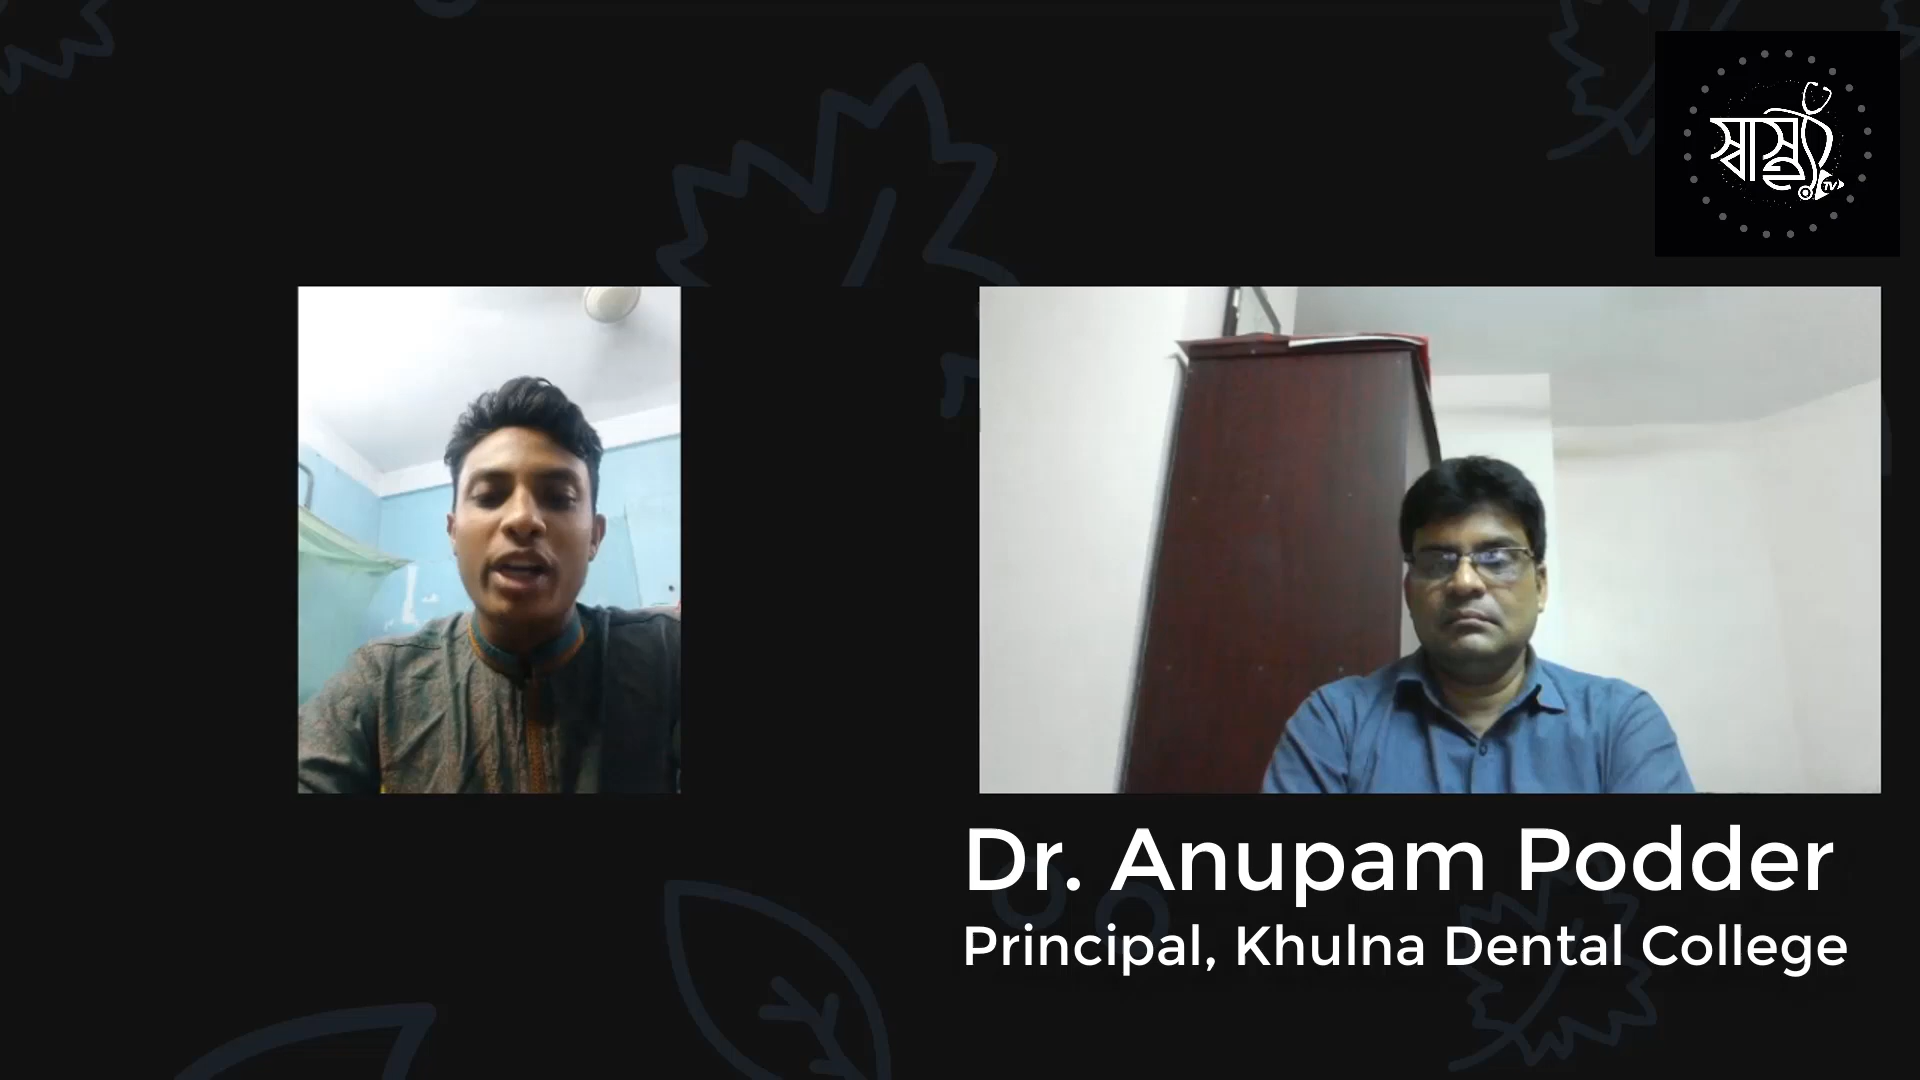 স্বাস্থ্য
TV
Dr. Anupam Podder
Principal, Khulna Dental College